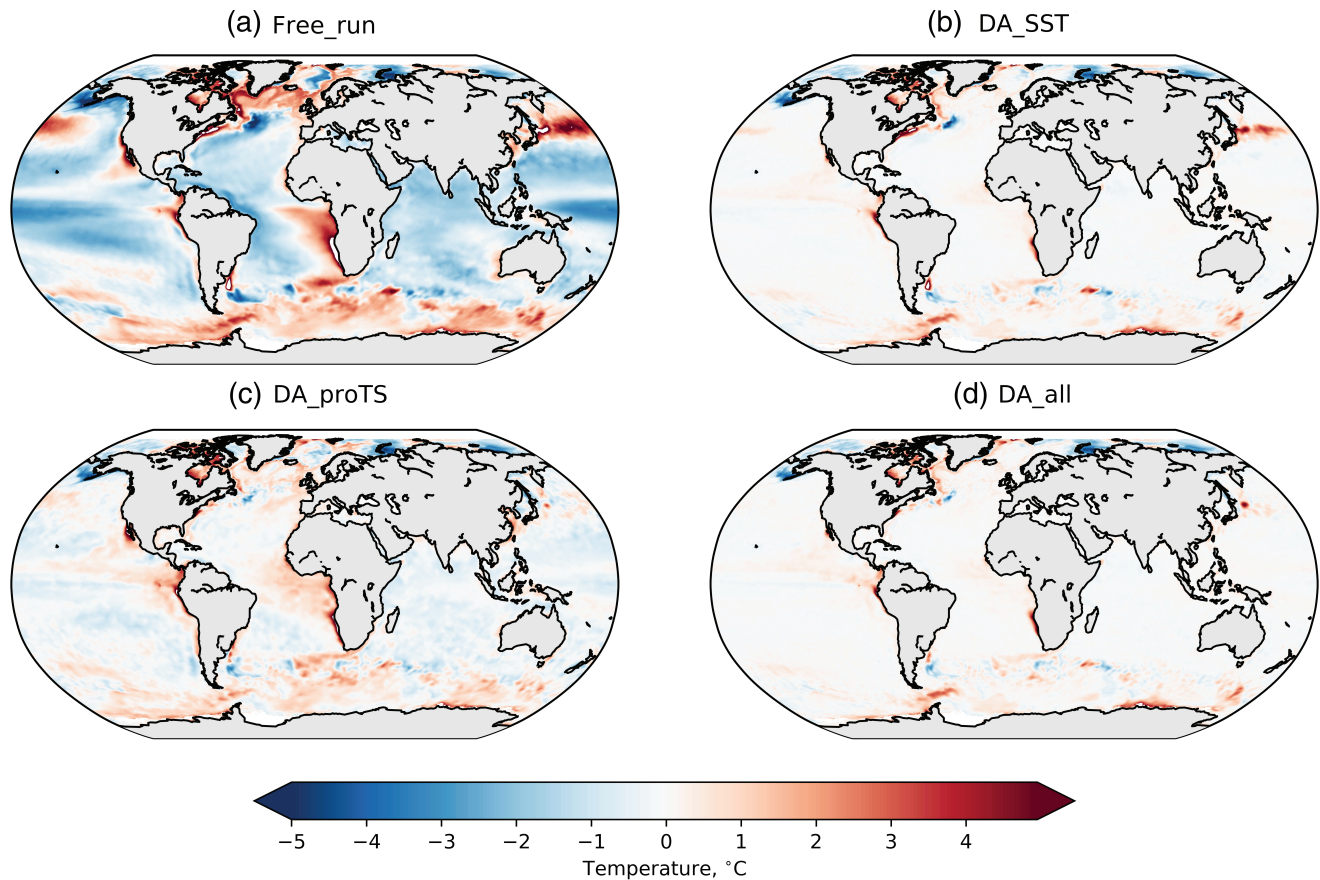 (a) Free_run
(b) DA_SST
(c) DA_proTS
(d) DA_all
−5 −4 −3 −2 −1 0 1 2 3 4
Temperature, °C